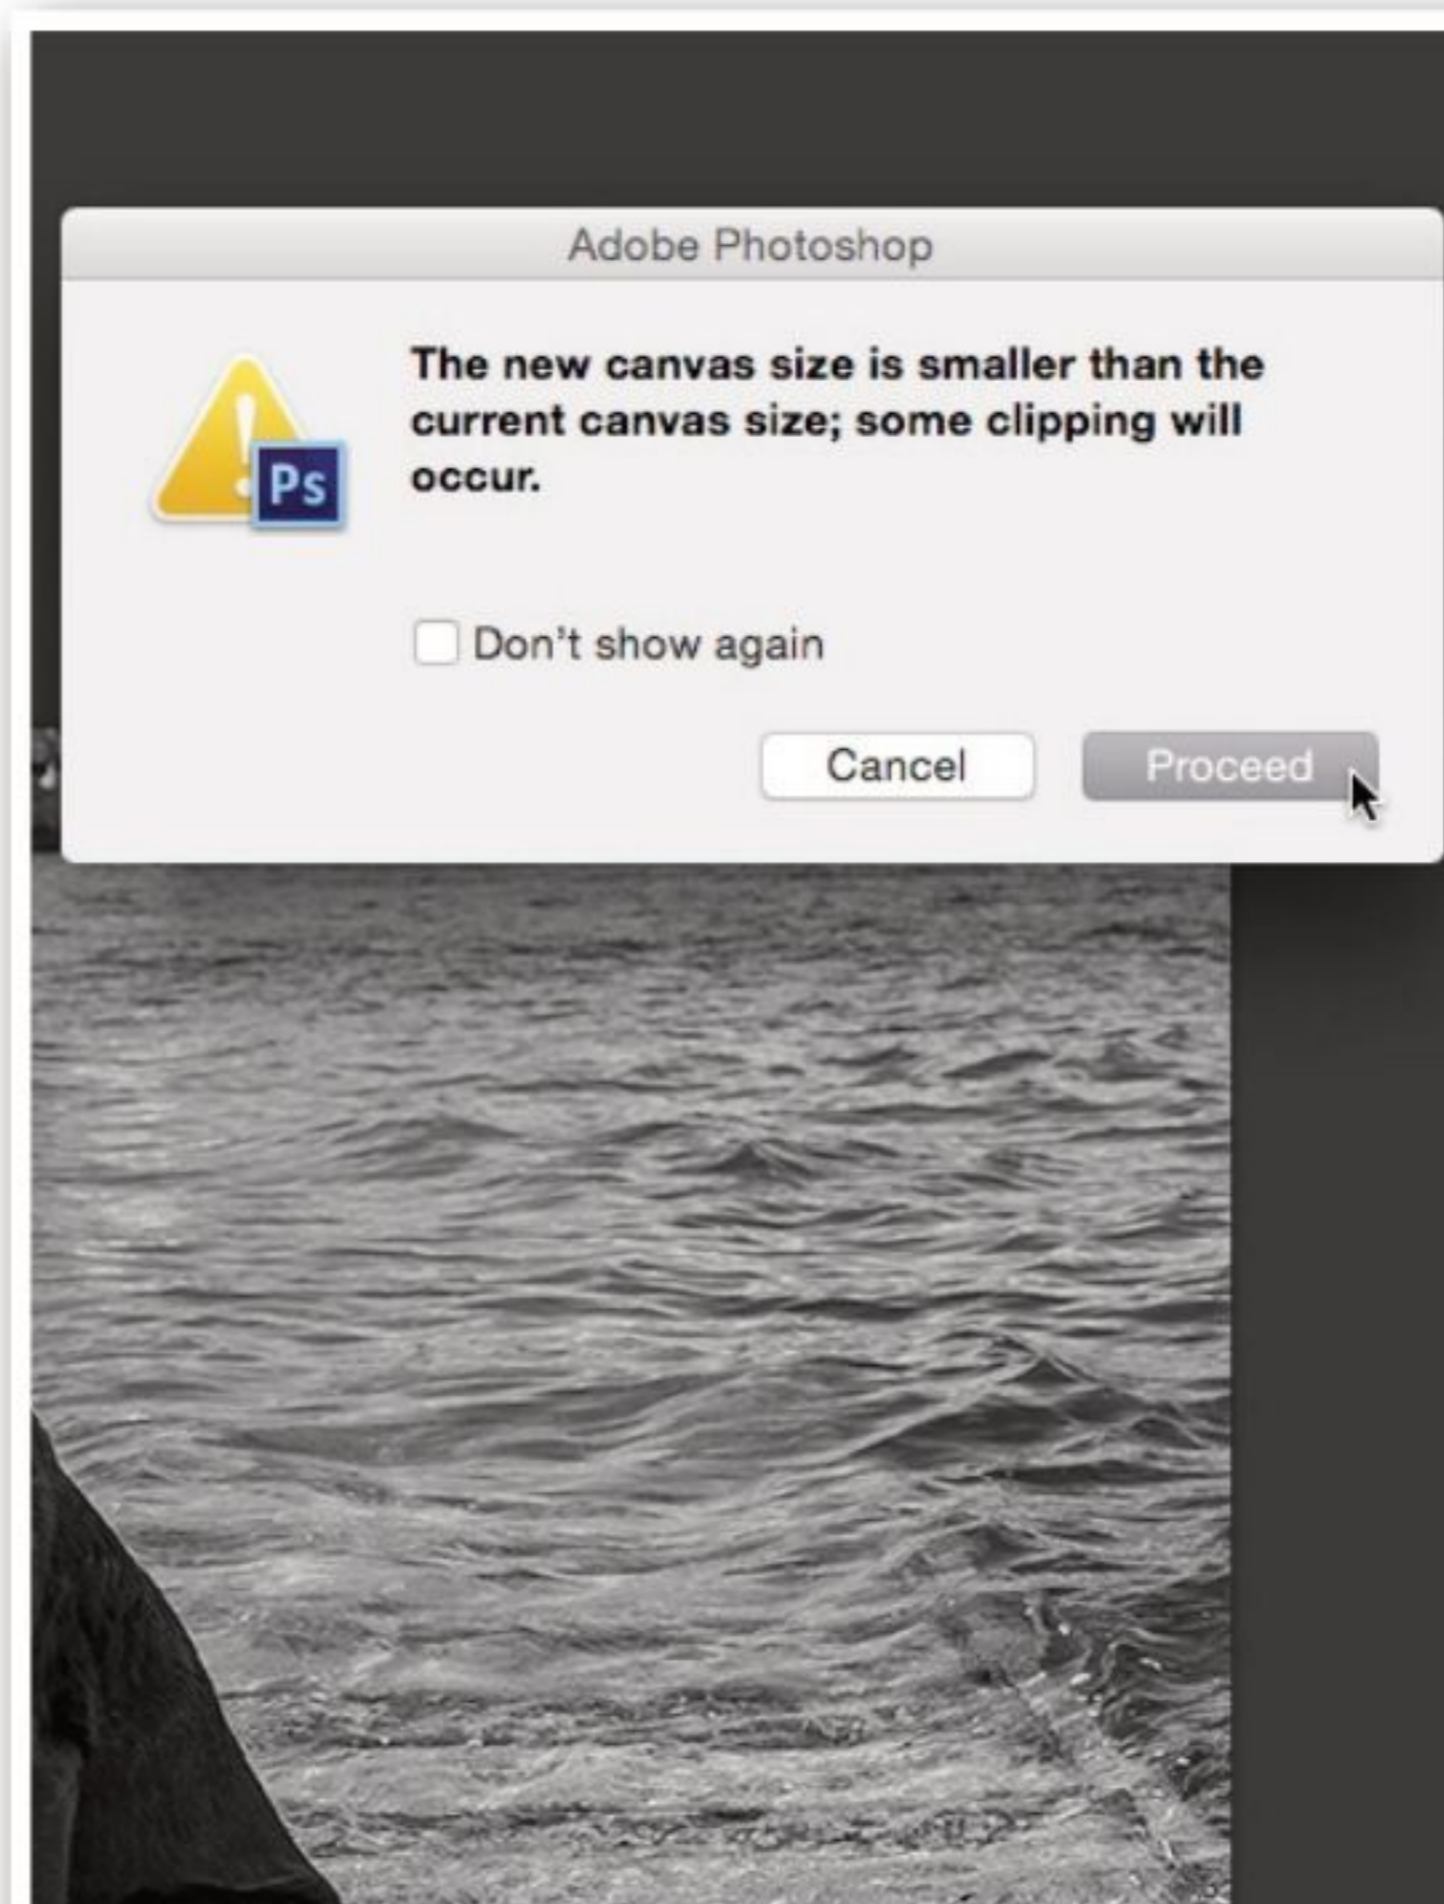 Adobe Photoshop
The new canvas size is smaller than the
current canvas size; some clipping will
occur.
Ps
Don't show again
Cancel
Proceed